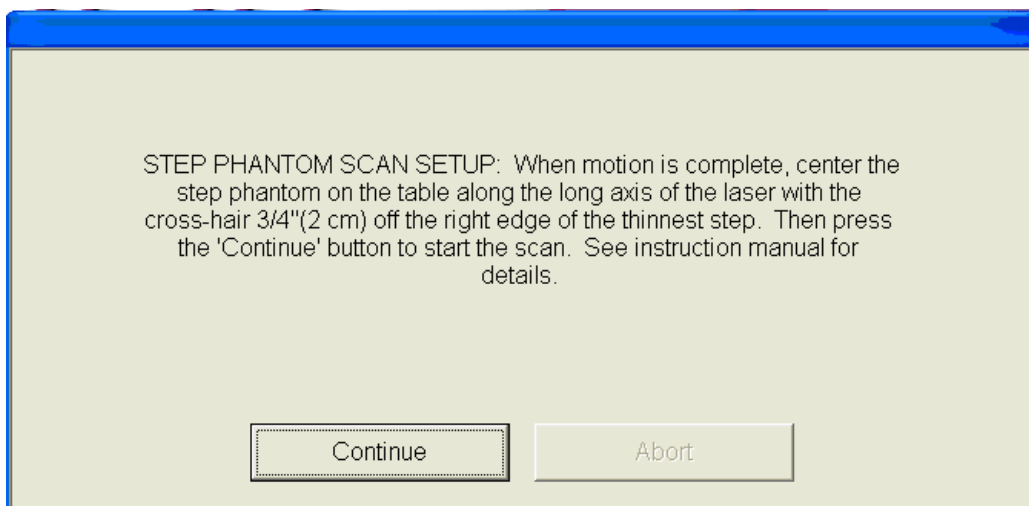 STEP PHANTOM SCAN SETUP:  When motion is complete, center the
step phantom on the table along the long axis of the laser with the
cross-hair 3/4"(2 cm) off the right edge of the thinnest step.  Then press
the 'Continue' button to start the scan.  See instruction manual for
details.
Continue
Abort